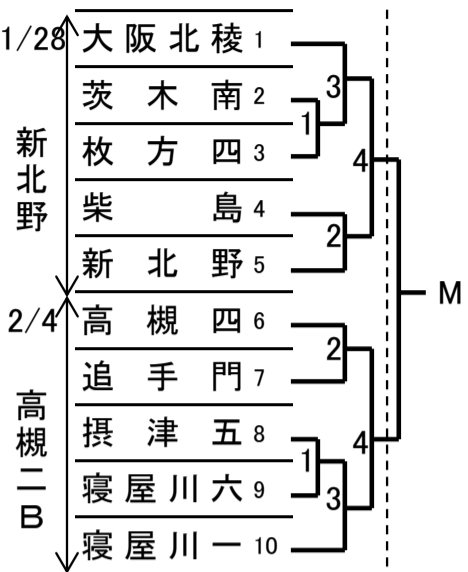 1/28
新北野
大阪北稜 1
茨木南 2
枚方四 3
柴島 4
新北野 5
3
1
4
2
M
2/4
高槻二B
高槻四 6
追手門 7
摂津五 8
寝屋川六 9
寝屋川一 10
2
4
1
3